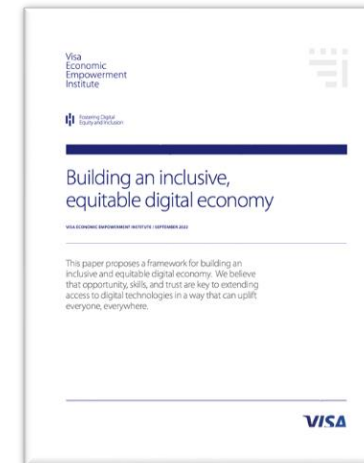 Visa
Economic
Empowerment
Institute
Fostering Digital
Equity and Inclusion
Building an inclusive,
equitable digital economy
VISA ECONOMIC EMPOWERMENT INSTITUTE | SEPTEMBER 2022
This paper proposes a framework for building an
inclusive and equitable digital economy. We believe
that opportunity, skills, and trust are key to extending
access to digital technologies in a way that can uplift
everyone, everywhere.
VISA